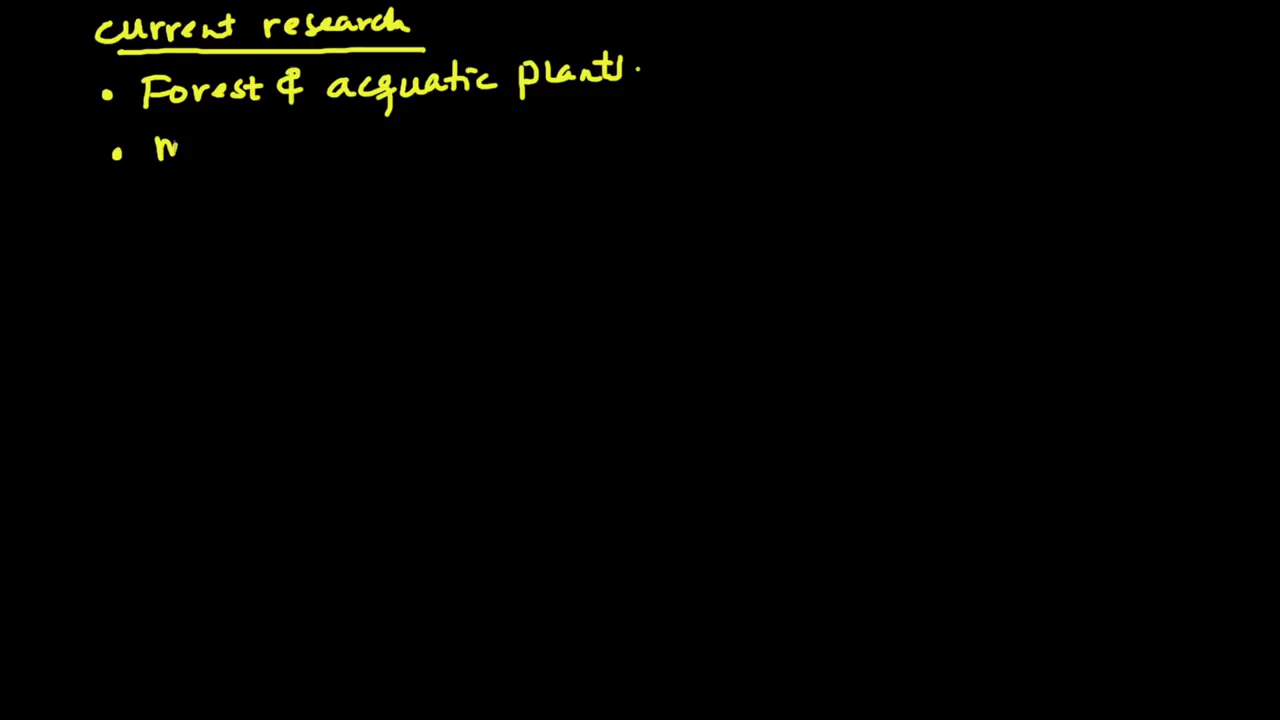 current research
• Forest & acquatic plants.
•